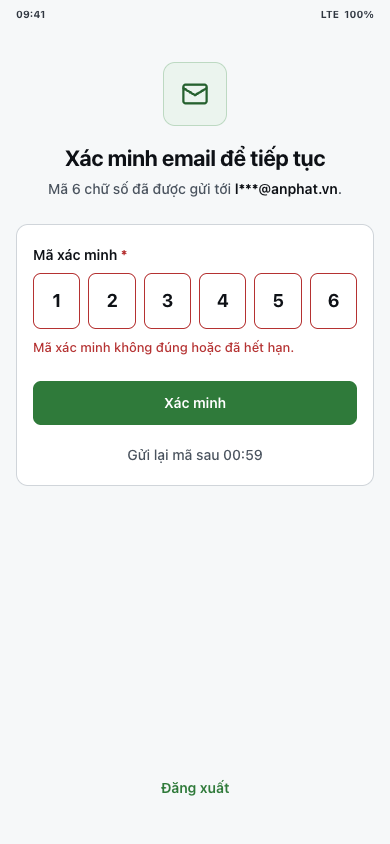 09:41 LTE 100%
Xác minh email để tiếp tục
Mã 6 chữ số đã được gửi tới l***@anphat.vn.
Mã xác minh *
1 2 3 4 5 6
Mã xác minh không đúng hoặc đã hết hạn.
Xác minh
Gửi lại mã sau 00:59
Đăng xuất